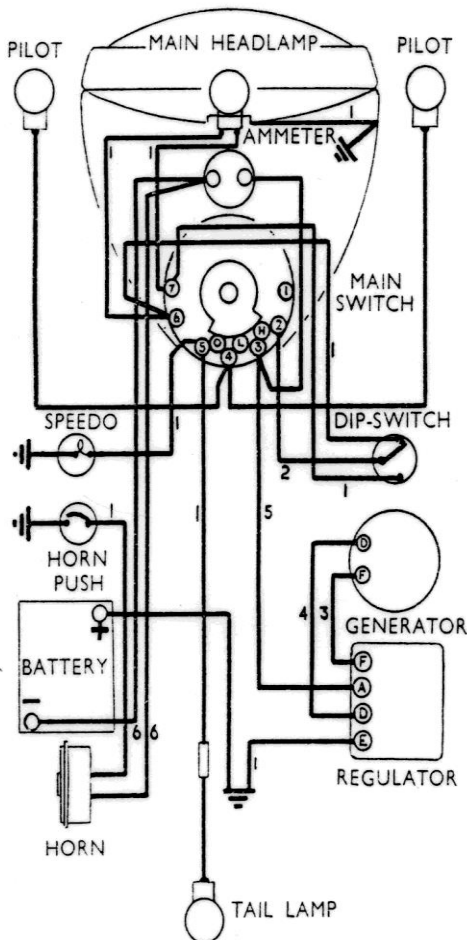 MAIN HEADLAMP
PILOT
PILOT
1
AMMETER
1
1
7
1
MAIN
SWITCH
6
2
H
5
O
L
3
4
1
SPEEDO
1
DIP-SWITCH
2
1
1
5
HORN
PUSH
1
D
F
4
3
GENERATOR
+
BATTERY
F
A
D
E
−
6
6
1
REGULATOR
HORN
TAIL LAMP